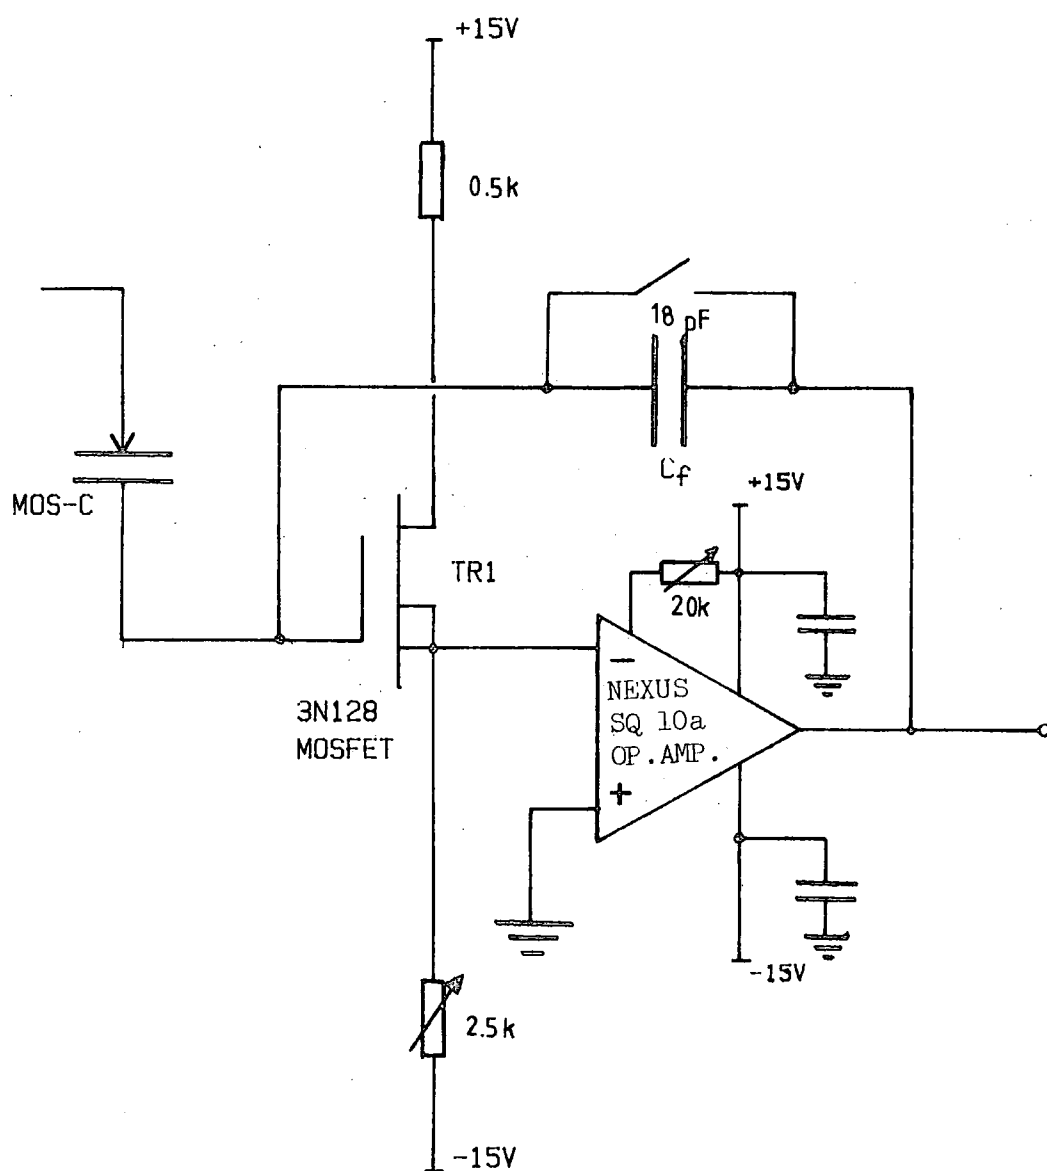 +15V
0.5k
18 pF
Cf
MOS-C
+15V
TR1
20k
3N128
MOSFET
−
NEXUS
SQ 10a
OP.AMP.
+
-15V
2.5k
-15V